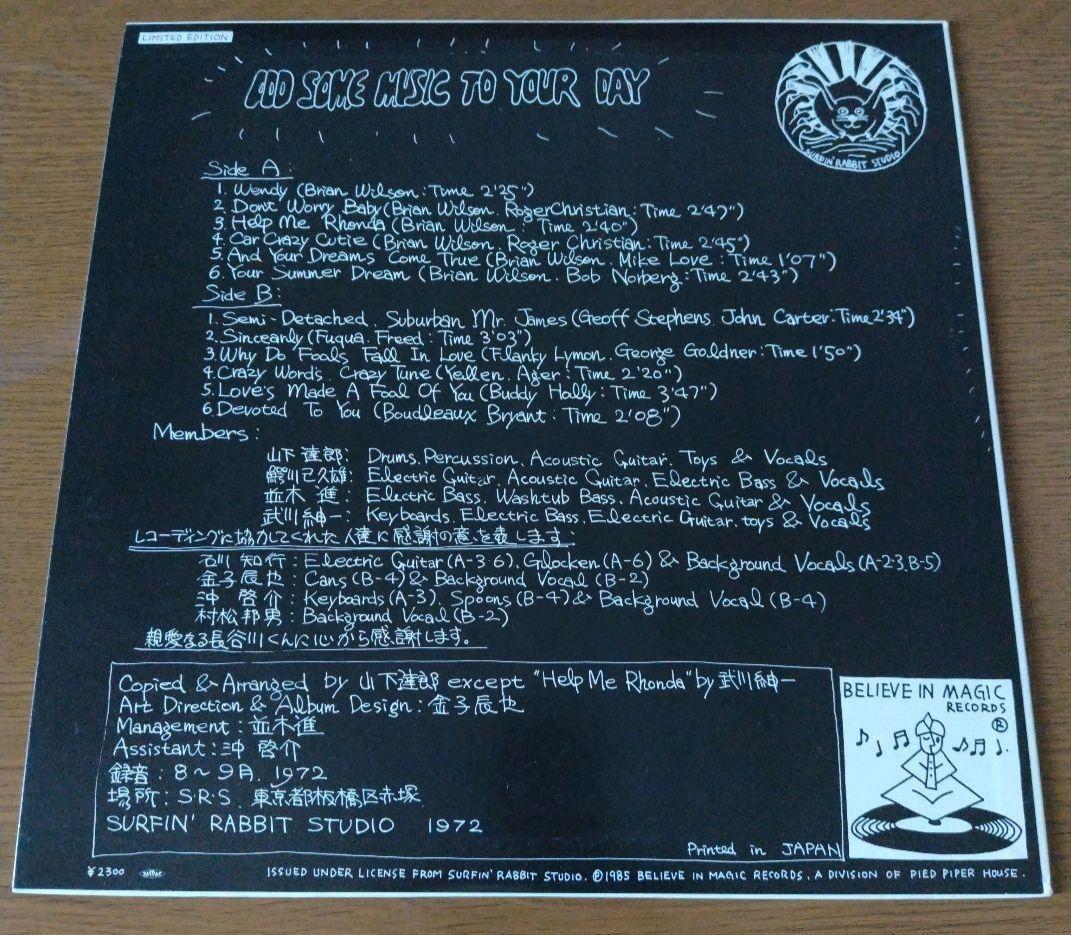 LIMITED EDITION
ADD SOME MUSIC TO YOUR DAY
SURFIN' RABBIT STUDIO
Side A:
1. Wendy (Brian Wilson: Time 2'25")
2. Don't Worry Baby (Brian Wilson. Roger Christian: Time 2'47")
3. Help Me Rhonda (Brian Wilson: Time 2'40")
4. Car Crazy Cutie (Brian Wilson. Roger Christian: Time 2'45")
5. And Your Dreams Come True (Brian Wilson. Mike Love: Time 1'07")
6. Your Summer Dream (Brian Wilson. Bob Norberg: Time 2'43")
Side B:
1. Semi-Detached. Suburban Mr. James (Geoff Stephens. John Carter: Time 2'34")
2. Sincearly (Fuqua. Freed: Time 3'03")
3. Why Do Fools Fall In Love (Flanky Lymon. George Goldner: Time 1'50")
4. Crazy Words Crazy Tune (Yellen. Ager: Time 2'20")
5. Love's Made A Fool Of You (Buddy Holly: Time 3'47")
6. Devoted To You (Boudleaux Bryant: Time 2'08")
Members:
山下達郎: Drums. Percussion. Acoustic Guitar. Toys & Vocals
鰐川己久雄: Electric Guitar. Acoustic Guitar. Electric Bass & Vocals
並木進: Electric Bass. Washtub Bass. Acoustic Guitar & Vocals
武川紳一: Keyboards. Electric Bass. Electric Guitar. toys & Vocals
レコーディングに協力してくれた人達に感謝の意を表します:
石川知行: Electric Guitar (A-3 6). Glocken (A-6) & Background Vocals (A-2·3. B-5)
金子辰也: Cans (B-4) & Background Vocal (B-2)
沖啓介: Keyboards (A-3). Spoons (B-4) & Background Vocal (B-4)
村松邦男: Background Vocal (B-2)
親愛なる長谷川くんに心から感謝します。
Copied & Arranged by 山下達郎 except "Help Me Rhonda" by 武川紳一
Art Direction & Album Design: 金子辰也
Management: 並木進
Assistant: 沖啓介
録音: 8~9月. 1972
場所: S·R·S 東京都板橋区赤塚
SURFIN' RABBIT STUDIO 1972
Printed in JAPAN
BELIEVE IN MAGIC
RECORDS
®
¥2300
ISSUED UNDER LICENSE FROM SURFIN' RABBIT STUDIO. ℗1985 BELIEVE IN MAGIC RECORDS. A DIVISION OF PIED PIPER HOUSE.